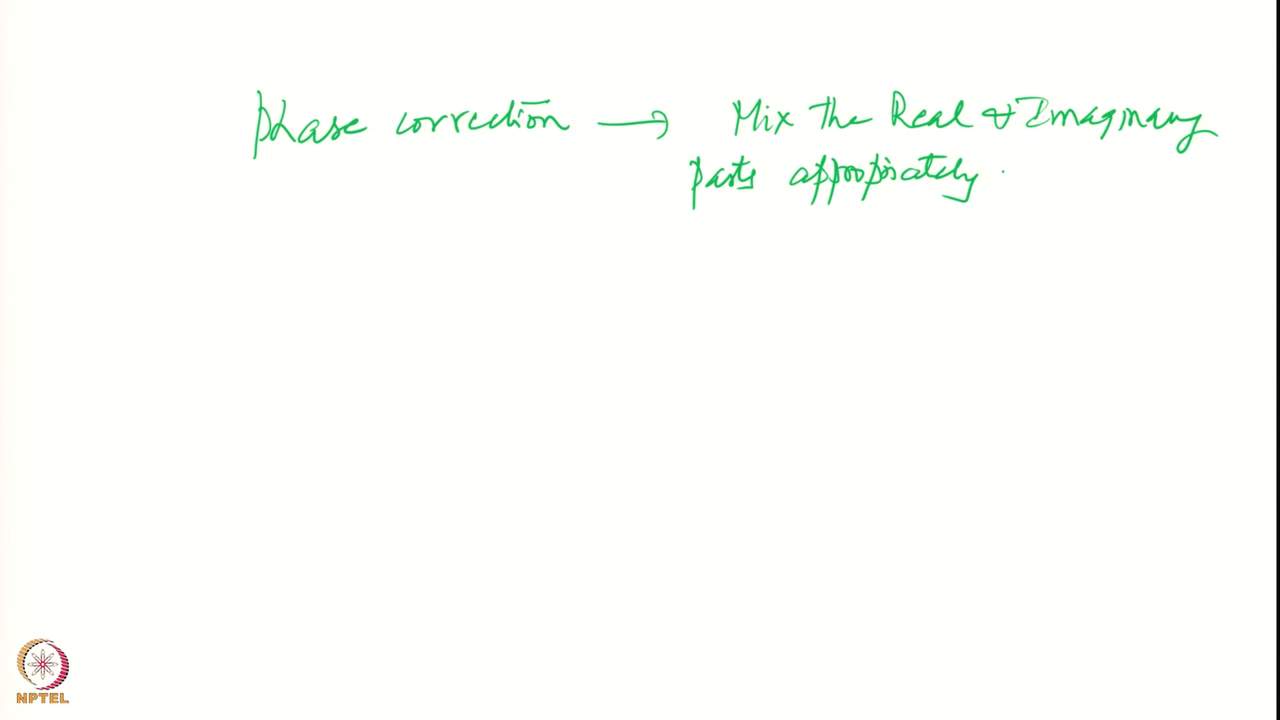 phase correction → Mix the Real & Imaginary
parts appropriately.
NPTEL